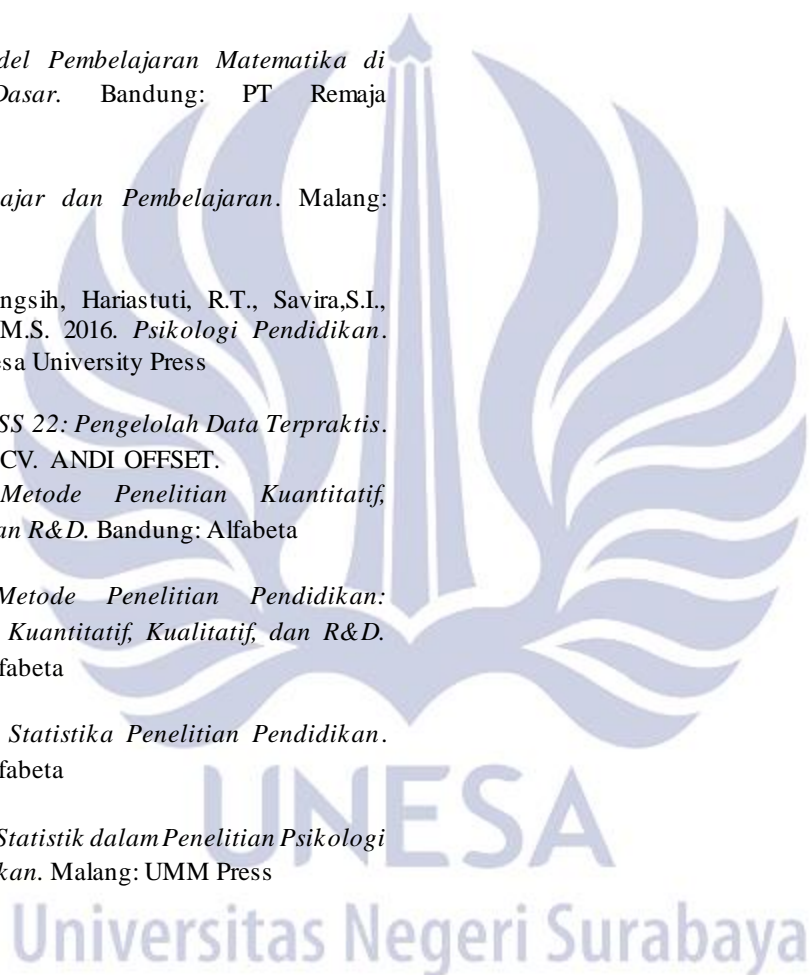 del Pembelajaran Matematika di
Dasar. Bandung: PT Remaja
ajar dan Pembelajaran. Malang:
ngsih, Hariastuti, R.T., Savira,S.I.,
M.S. 2016. Psikologi Pendidikan.
esa University Press
SS 22: Pengelolah Data Terpraktis.
CV. ANDI OFFSET.
Metode Penelitian Kuantitatif,
an R&D. Bandung: Alfabeta
Metode Penelitian Pendidikan:
Kuantitatif, Kualitatif, dan R&D.
fabeta
Statistika Penelitian Pendidikan.
fabeta
Statistik dalam Penelitian Psikologi
kan. Malang: UMM Press
UNESA
Universitas Negeri Surabaya